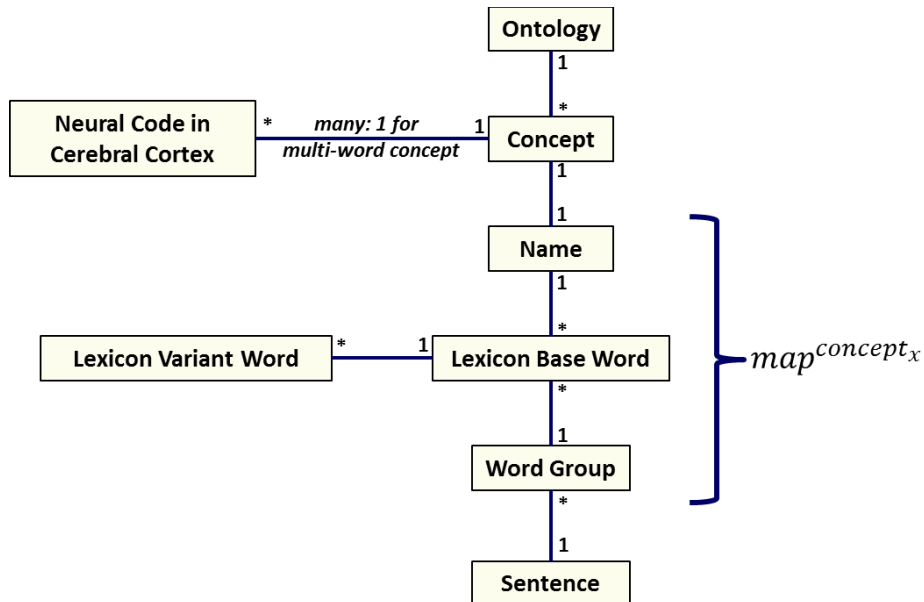 Ontology
1
*
Neural Code in
Cerebral Cortex
*
many: 1 for
multi-word concept
1
Concept
1
1
Name
1
*
Lexicon Variant Word
*
1
Lexicon Base Word
*
1
Word Group
*
1
Sentence
map^concept_x